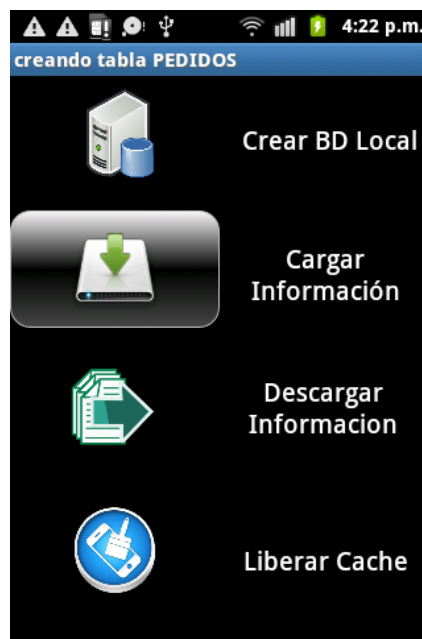 4:22 p.m.
creando tabla PEDIDOS
Crear BD Local
Cargar
Información
Descargar
Informacion
Liberar Cache